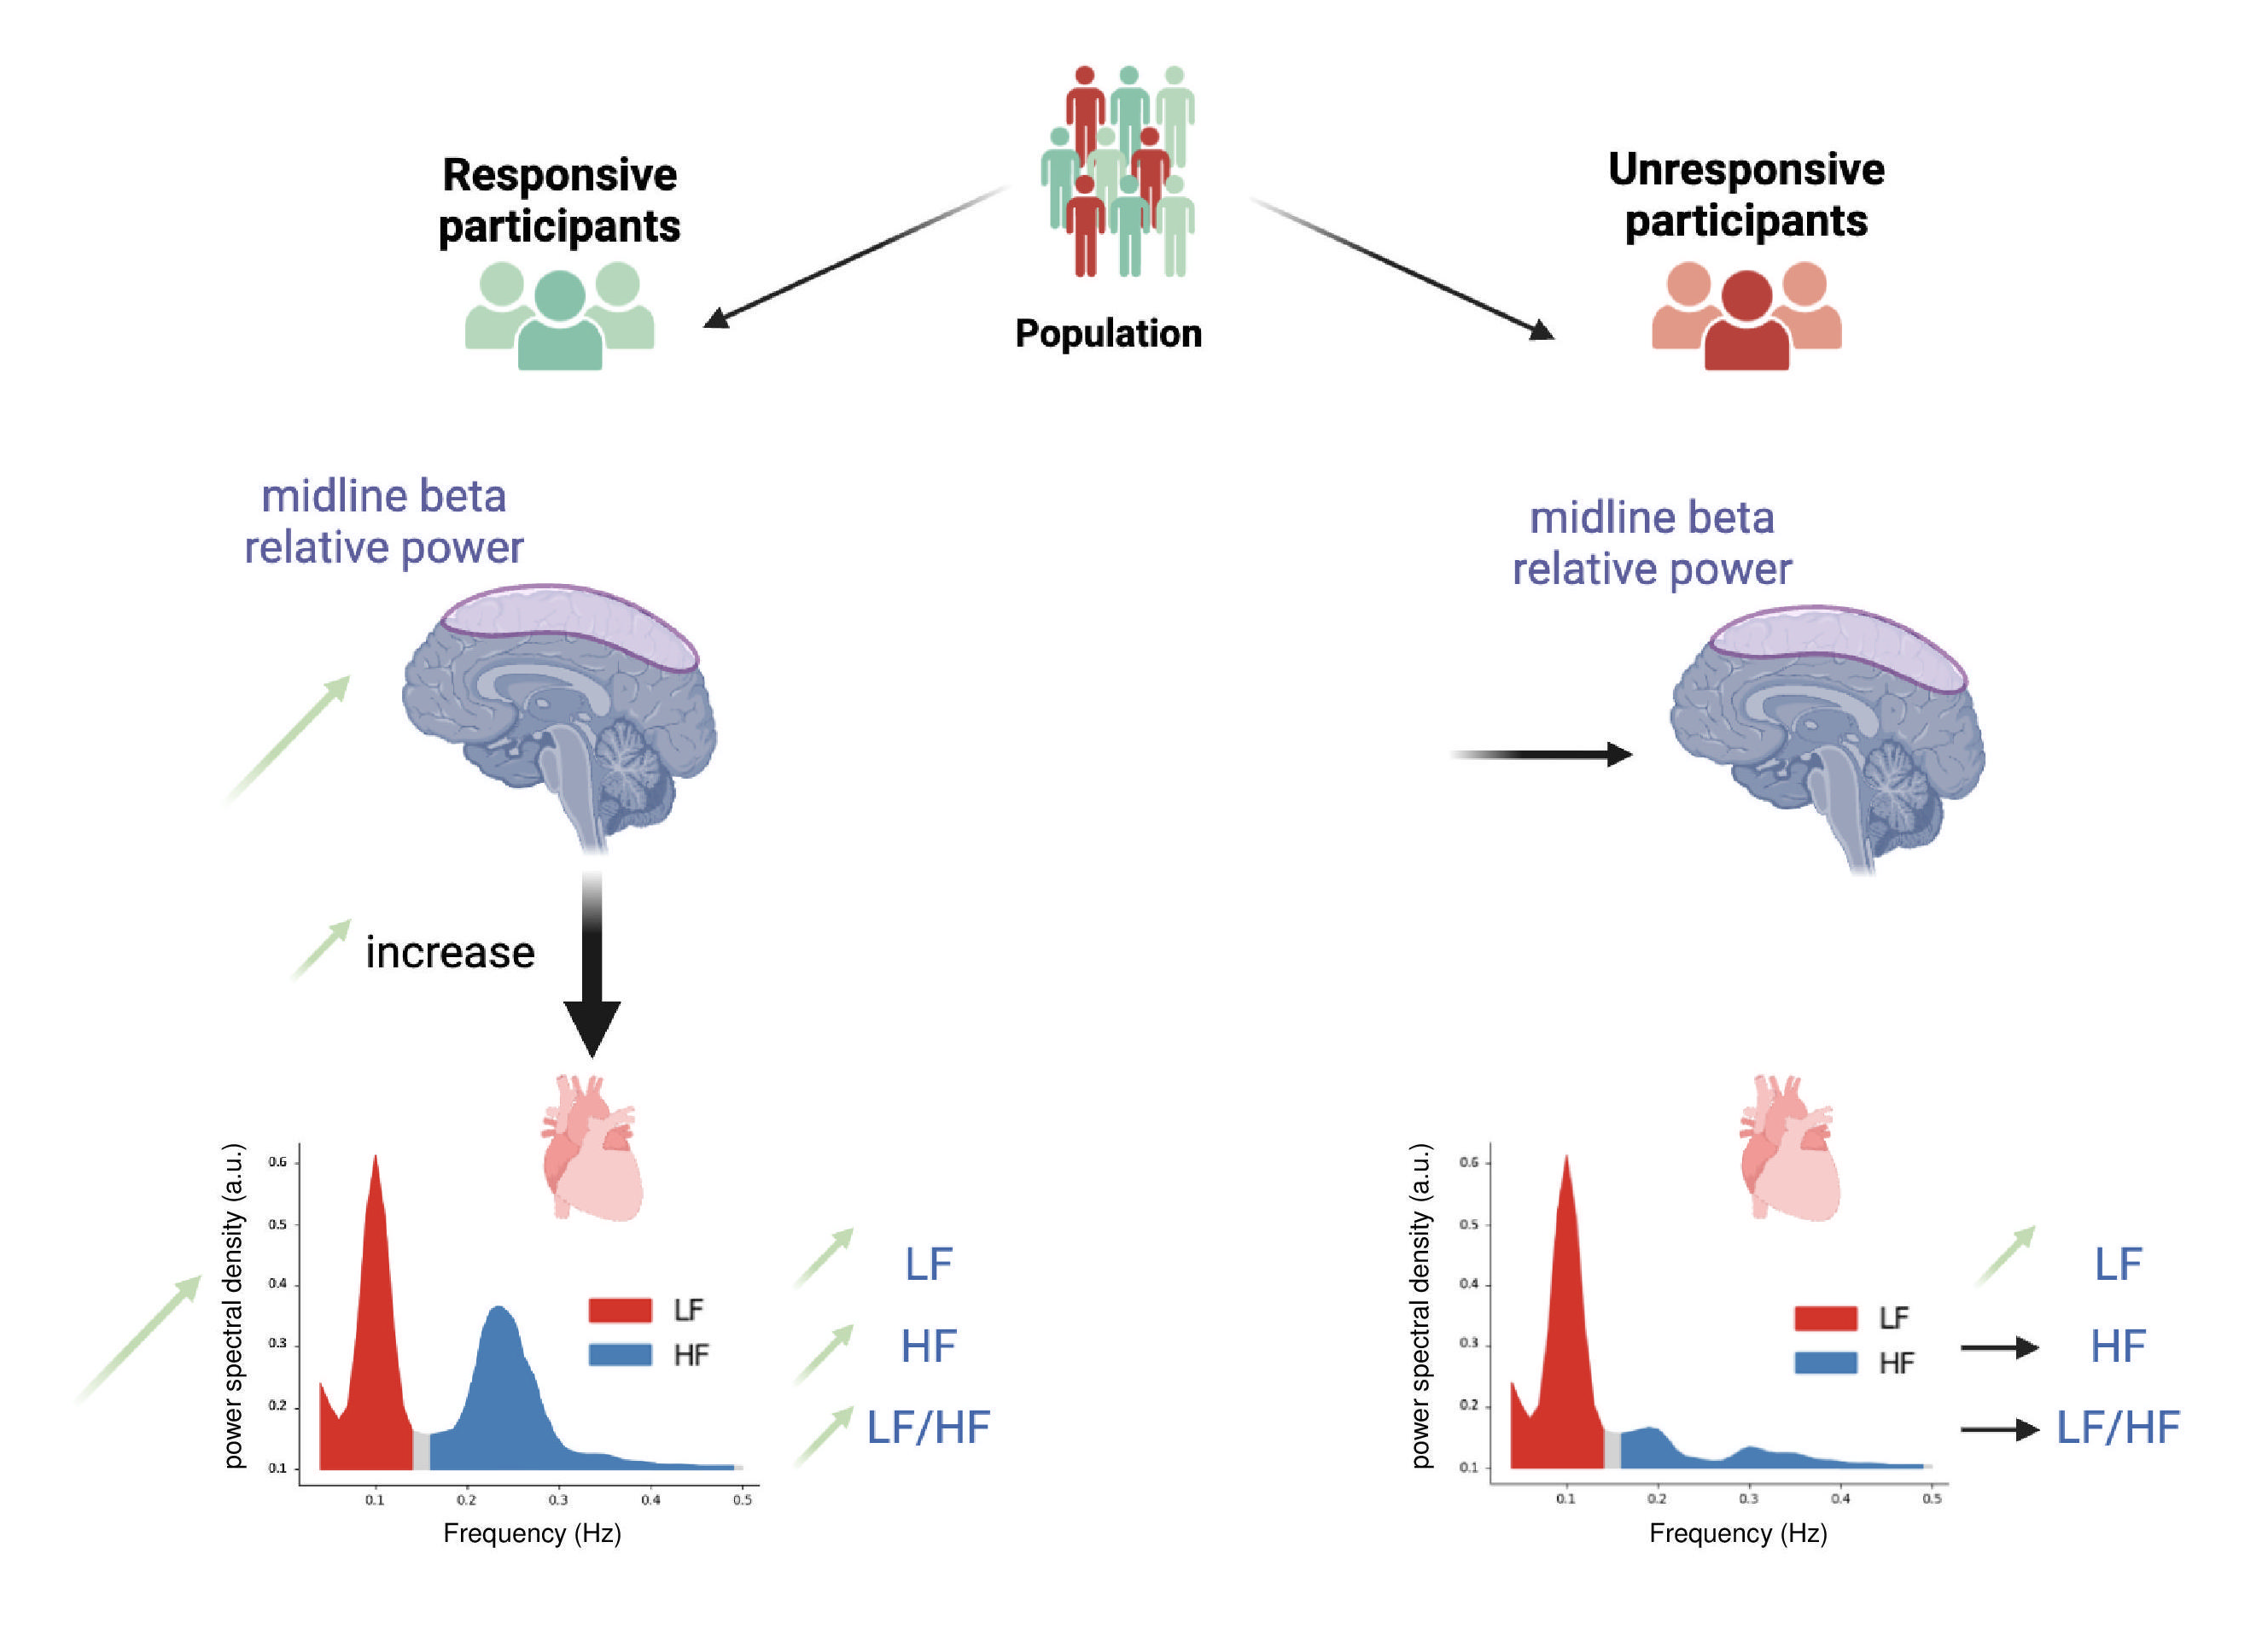 Responsive
participants
Population
Unresponsive
participants
midline beta
relative power
midline beta
relative power
increase
power spectral density (a.u.)
0.6
0.5
0.4
0.3
0.2
0.1
0.1 0.2 0.3 0.4 0.5
Frequency (Hz)
LF
HF
LF
HF
LF/HF
power spectral density (a.u.)
0.6
0.5
0.4
0.3
0.2
0.1
0.1 0.2 0.3 0.4 0.5
Frequency (Hz)
LF
HF
LF
HF
LF/HF